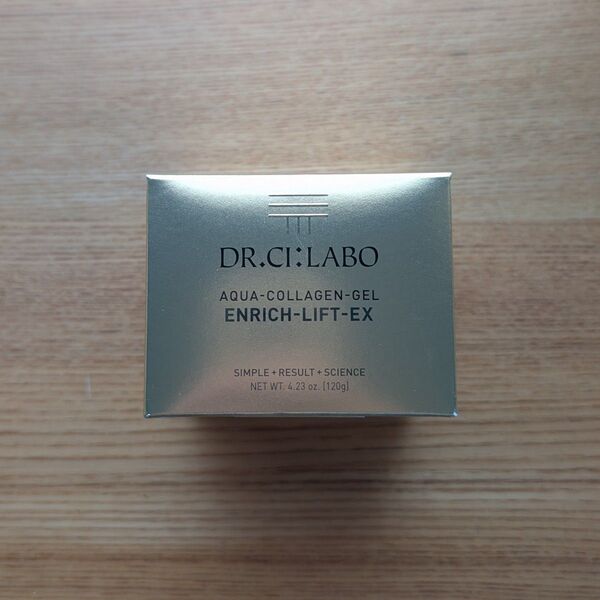 DR.CI:LABO
AQUA-COLLAGEN-GEL
ENRICH-LIFT-EX
SIMPLE + RESULT + SCIENCE
NET WT. 4.23 oz. [120g]